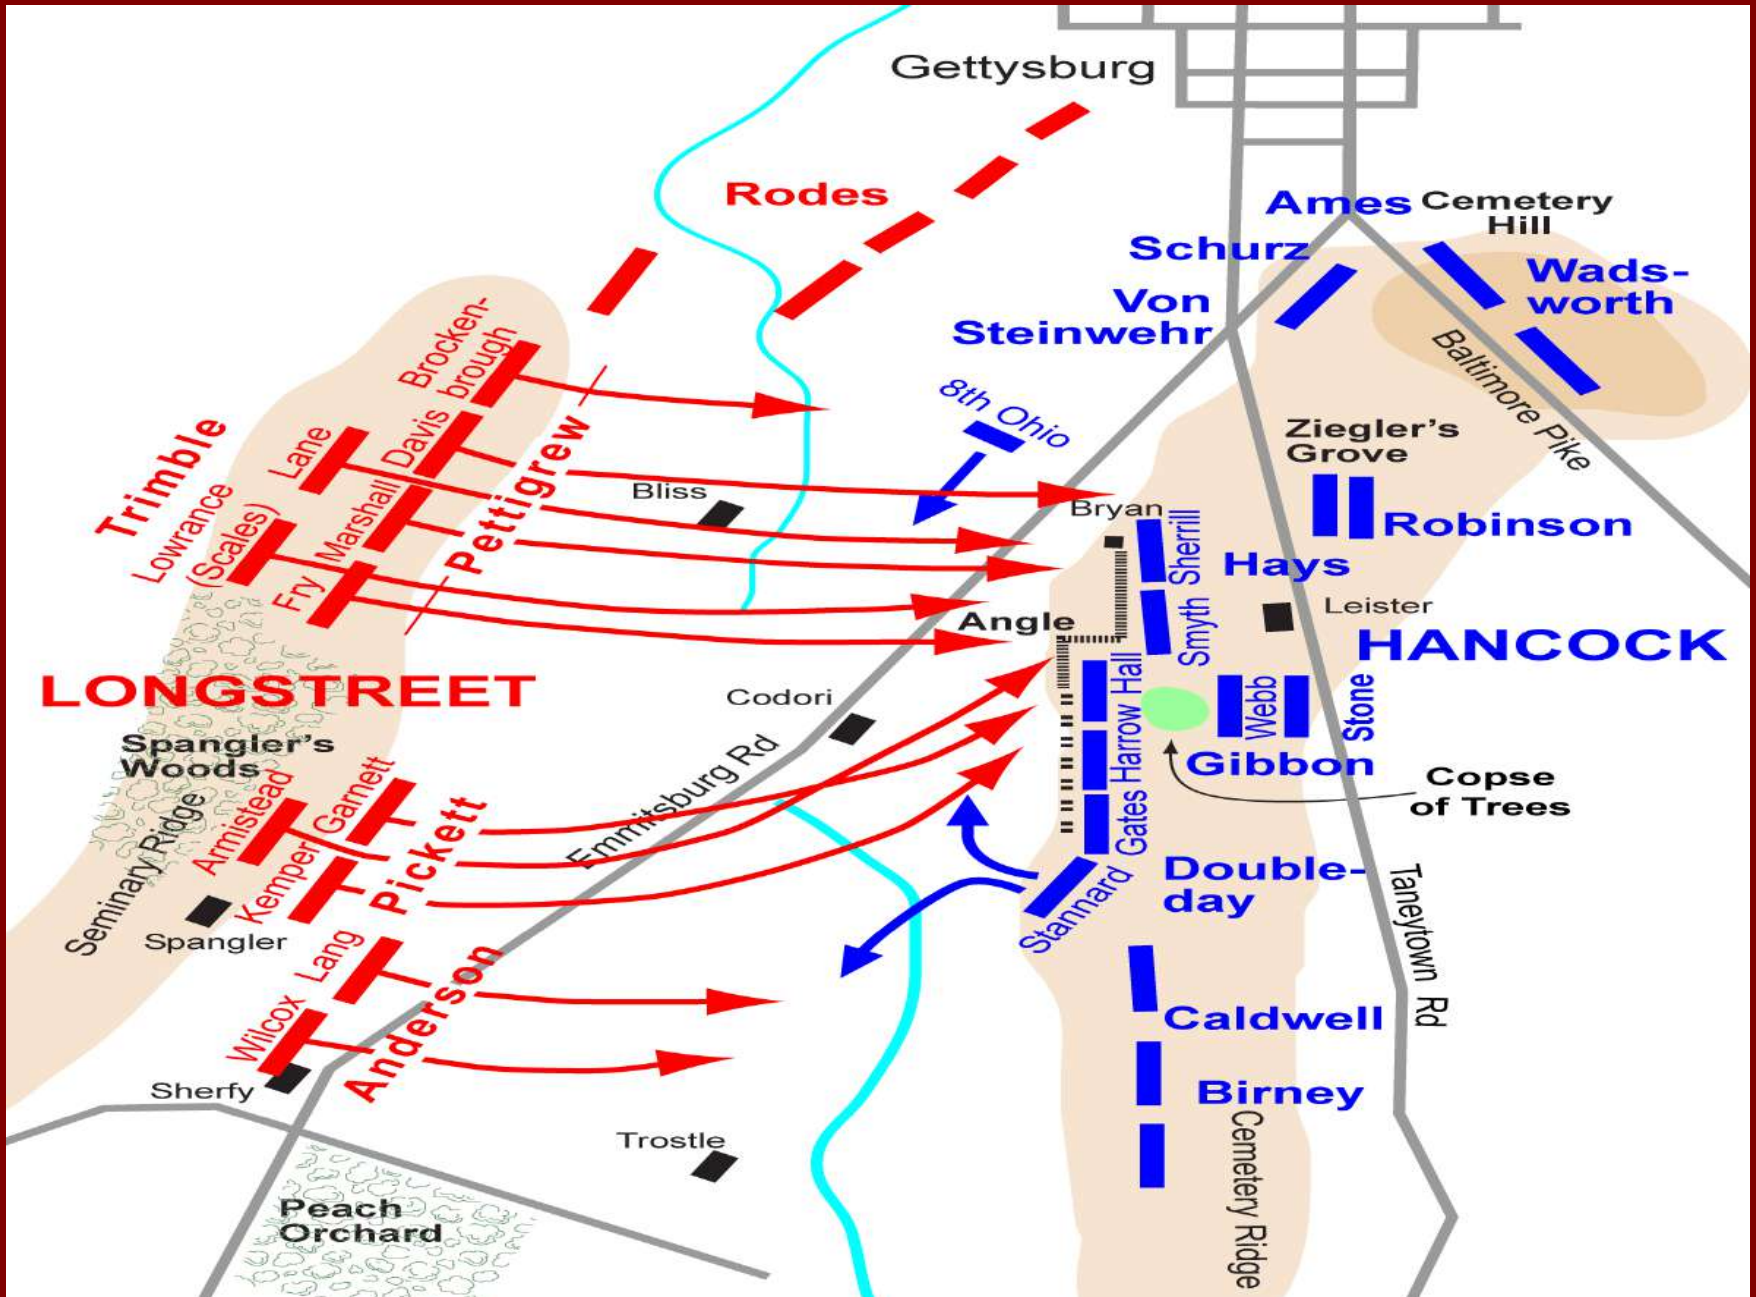 Gettysburg
Rodes
Ames
Cemetery
Hill
Schurz
Wads-
worth
Von
Steinwehr
Baltimore Pike
Brocken-
brough
8th Ohio
Davis
Lane
Trimble
Pettigrew
Ziegler's
Grove
Lowrance
(Scales)
Marshall
Fry
Bliss
Bryan
Sherrill
Robinson
Hays
Smyth
Leister
Angle
HANCOCK
LONGSTREET
Hall
Codori
Webb
Stone
Harrow
Gibbon
Spangler's
Woods
Copse
of Trees
Garnett
Armistead
Pickett
Emmitsburg Rd
Gates
Seminary Ridge
Kemper
Double-
day
Stannard
Taneytown Rd
Spangler
Lang
Anderson
Wilcox
Caldwell
Sherfy
Birney
Trostle
Cemetery Ridge
Peach
Orchard